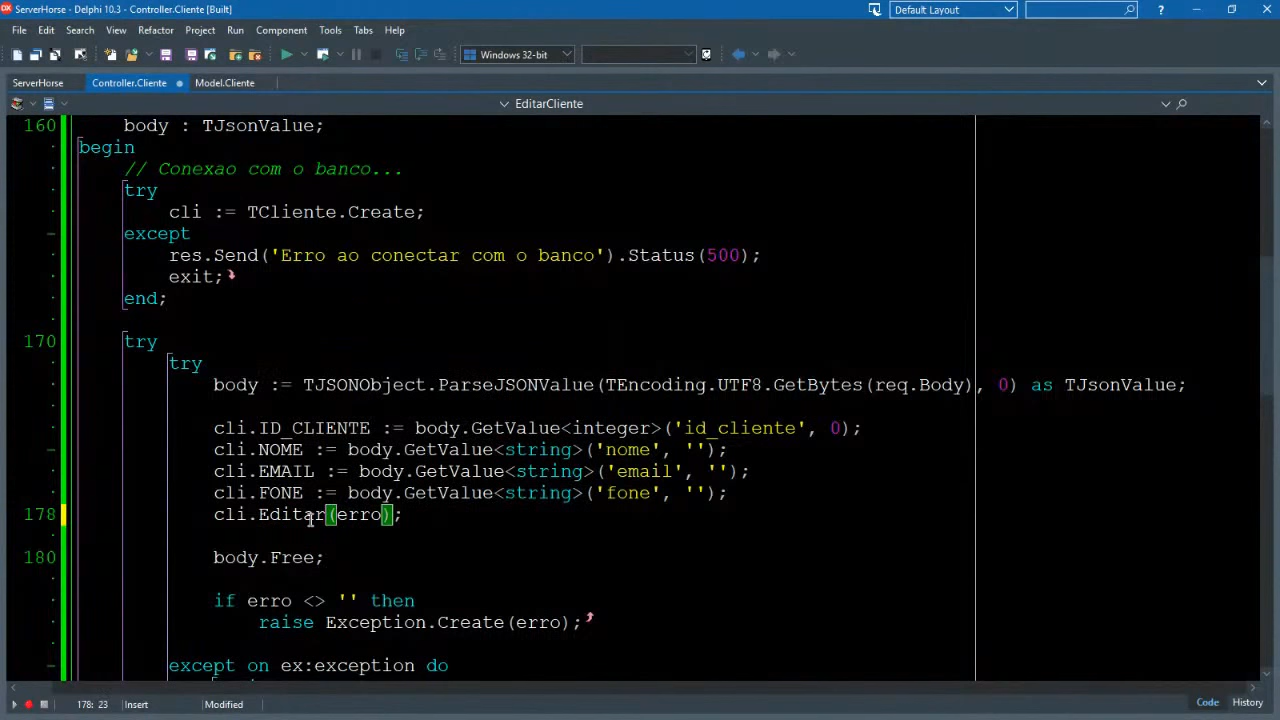 ServerHorse - Delphi 10.3 - Controller.Cliente [Built]
Default Layout
File Edit Search View Refactor Project Run Component Tools Tabs Help
Windows 32-bit
ServerHorse Controller.Cliente Model.Cliente
EditarCliente
160 body : TJsonValue;
begin
// Conexao com o banco...
try
cli := TCliente.Create;
except
res.Send('Erro ao conectar com o banco').Status(500);
exit;
end;
170 try
try
body := TJSONObject.ParseJSONValue(TEncoding.UTF8.GetBytes(req.Body), 0) as TJsonValue;
cli.ID_CLIENTE := body.GetValue<integer>('id_cliente', 0);
cli.NOME := body.GetValue<string>('nome', '');
cli.EMAIL := body.GetValue<string>('email', '');
cli.FONE := body.GetValue<string>('fone', '');
178 cli.Editar(erro);
180 body.Free;
if erro <> '' then
raise Exception.Create(erro);
except on ex:exception do
178: 23 Insert Modified Code History